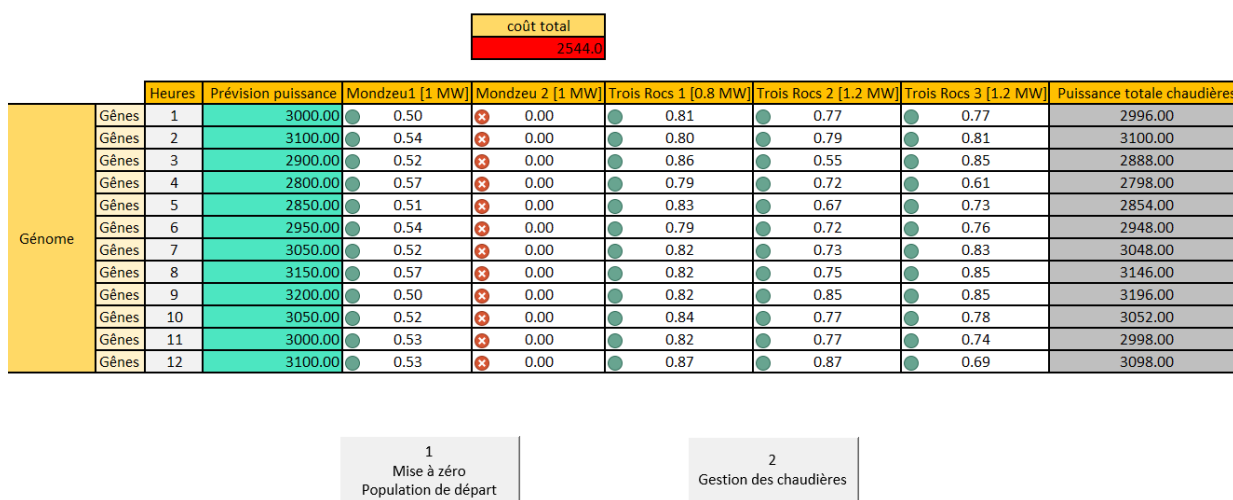 coût total
2544.0
Heures Prévision puissance Mondzeu1 [1 MW] Mondzeu 2 [1 MW] Trois Rocs 1 [0.8 MW] Trois Rocs 2 [1.2 MW] Trois Rocs 3 [1.2 MW] Puissance totale chaudières
Gênes 1 3000.00 0.50 0.00 0.81 0.77 0.77 2996.00
Gênes 2 3100.00 0.54 0.00 0.80 0.79 0.81 3100.00
Gênes 3 2900.00 0.52 0.00 0.86 0.55 0.85 2888.00
Gênes 4 2800.00 0.57 0.00 0.79 0.72 0.61 2798.00
Gênes 5 2850.00 0.51 0.00 0.83 0.67 0.73 2854.00
Génome Gênes 6 2950.00 0.54 0.00 0.79 0.72 0.76 2948.00
Gênes 7 3050.00 0.52 0.00 0.82 0.73 0.83 3048.00
Gênes 8 3150.00 0.57 0.00 0.82 0.75 0.85 3146.00
Gênes 9 3200.00 0.50 0.00 0.82 0.85 0.85 3196.00
Gênes 10 3050.00 0.52 0.00 0.84 0.77 0.78 3052.00
Gênes 11 3000.00 0.53 0.00 0.82 0.77 0.74 2998.00
Gênes 12 3100.00 0.53 0.00 0.87 0.87 0.69 3098.00
1
Mise à zéro
Population de départ
2
Gestion des chaudières